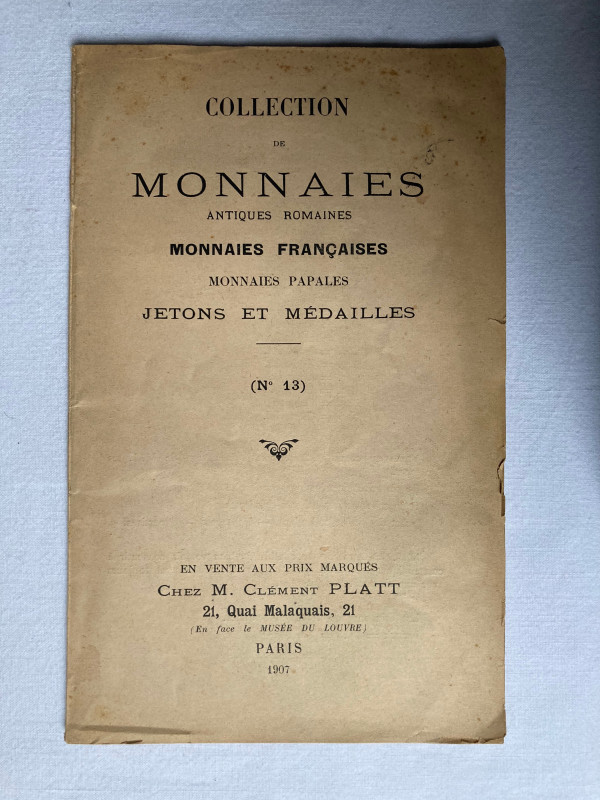 COLLECTION
DE
MONNAIES
ANTIQUES ROMAINES
MONNAIES FRANÇAISES
MONNAIES PAPALES
JETONS ET MÉDAILLES
(Nº 13)
EN VENTE AUX PRIX MARQUÉS
CHEZ M. CLÉMENT PLATT
21, Quai Malaquais, 21
(En face le MUSÉE DU LOUVRE)
PARIS
1907